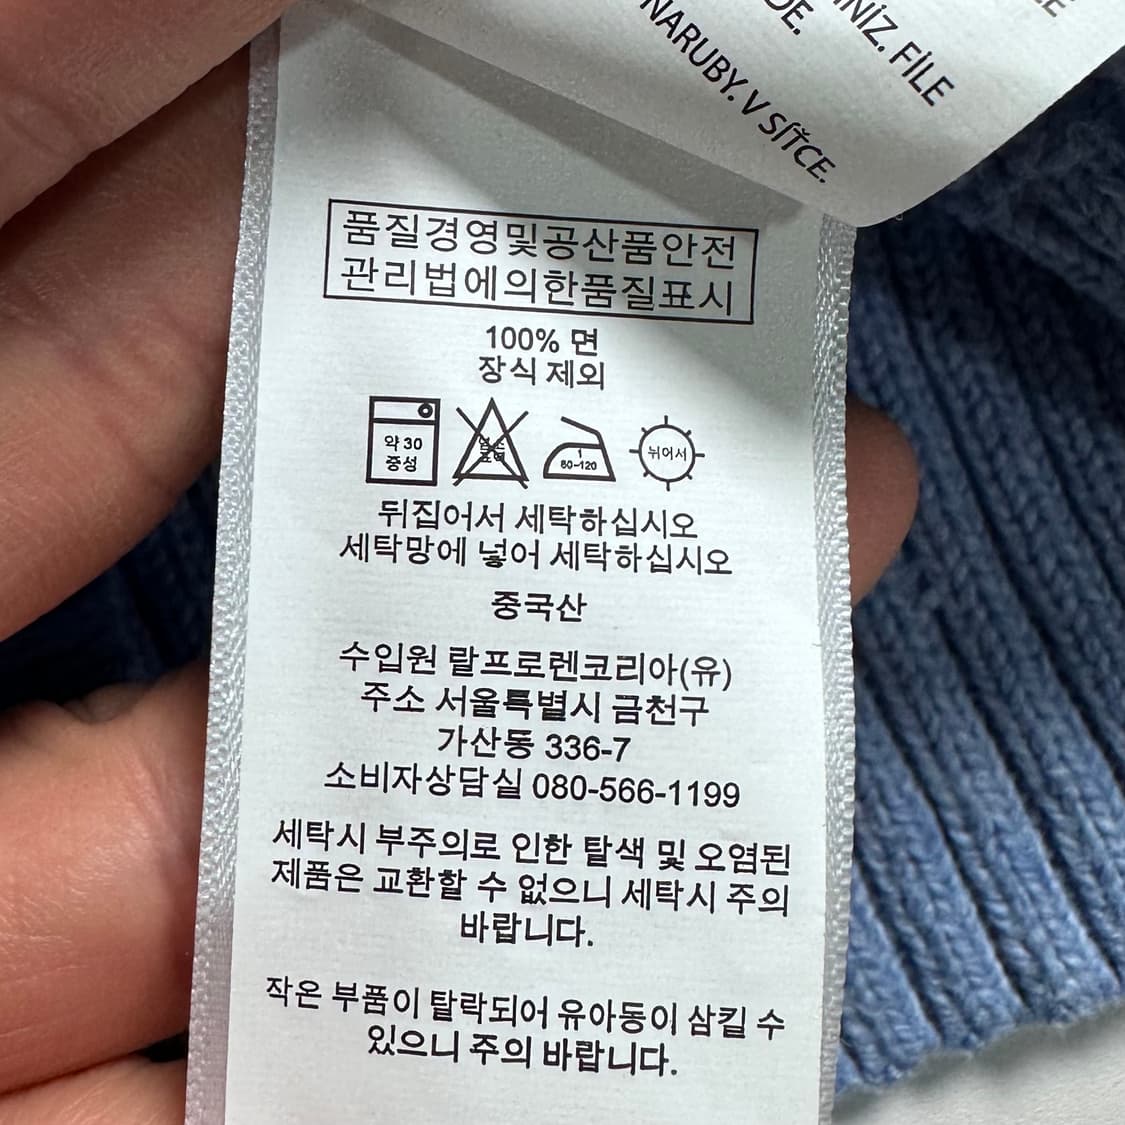 İNİZ. FİLE
DE.
NARUBY. V SÍŤCE.
품질경영및공산품안전
관리법에의한품질표시
100% 면
장식 제외
약 30
중성
염소
표백
1
80-120
뉘어서
뒤집어서 세탁하십시오
세탁망에 넣어 세탁하십시오
중국산
수입원 랄프로렌코리아(유)
주소 서울특별시 금천구
가산동 336-7
소비자상담실 080-566-1199
세탁시 부주의로 인한 탈색 및 오염된
제품은 교환할 수 없으니 세탁시 주의
바랍니다.
작은 부품이 탈락되어 유아동이 삼킬 수
있으니 주의 바랍니다.